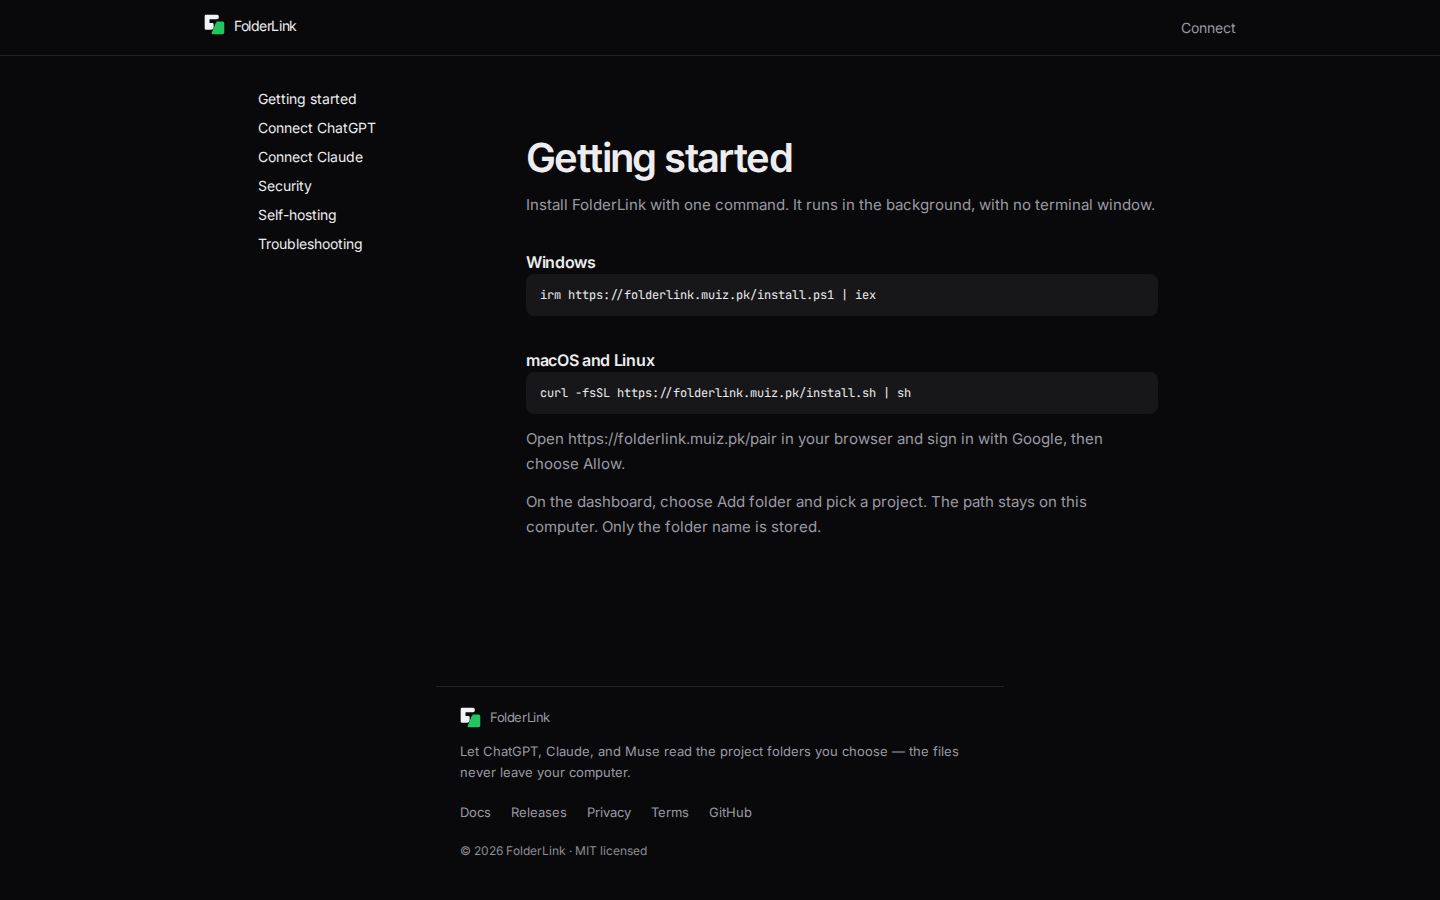 FolderLink
Connect
Getting started
Connect ChatGPT
Connect Claude
Security
Self-hosting
Troubleshooting
Getting started
Install FolderLink with one command. It runs in the background, with no terminal window.
Windows
irm https://folderlink.muiz.pk/install.ps1 | iex
macOS and Linux
curl -fsSL https://folderlink.muiz.pk/install.sh | sh
Open https://folderlink.muiz.pk/pair in your browser and sign in with Google, then
choose Allow.
On the dashboard, choose Add folder and pick a project. The path stays on this
computer. Only the folder name is stored.
FolderLink
Let ChatGPT, Claude, and Muse read the project folders you choose — the files
never leave your computer.
Docs Releases Privacy Terms GitHub
© 2026 FolderLink · MIT licensed